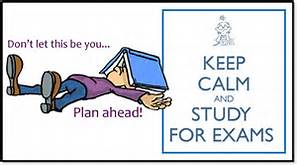 Don't let this be you...
Plan ahead!
KEEP
CALM
AND
STUDY
FOR EXAMS